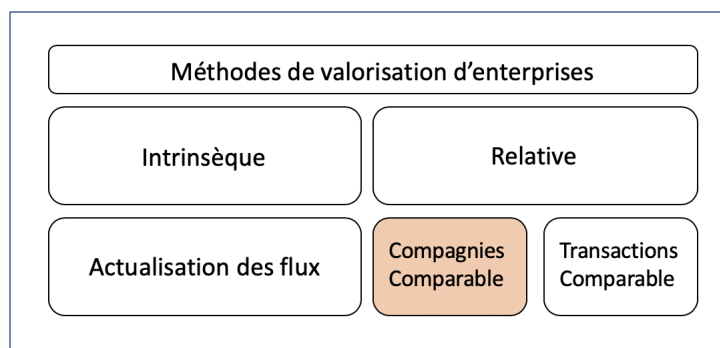 Méthodes de valorisation d’enterprises
Intrinsèque
Relative
Actualisation des flux
Compagnies
Comparable
Transactions
Comparable